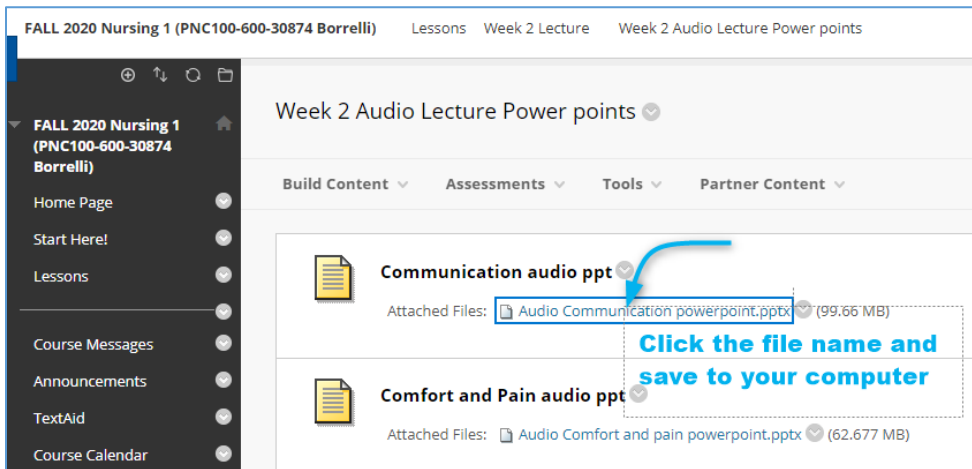 FALL 2020 Nursing 1 (PNC100-600-30874 Borrelli) Lessons Week 2 Lecture Week 2 Audio Lecture Power points
FALL 2020 Nursing 1
(PNC100-600-30874
Borrelli)
Home Page
Start Here!
Lessons
Course Messages
Announcements
TextAid
Course Calendar
Week 2 Audio Lecture Power points
Build Content Assessments Tools Partner Content
Communication audio ppt
Attached Files: Audio Communication powerpoint.pptx (99.66 MB)
Click the file name and
save to your computer
Comfort and Pain audio ppt
Attached Files: Audio Comfort and pain powerpoint.pptx (62.677 MB)